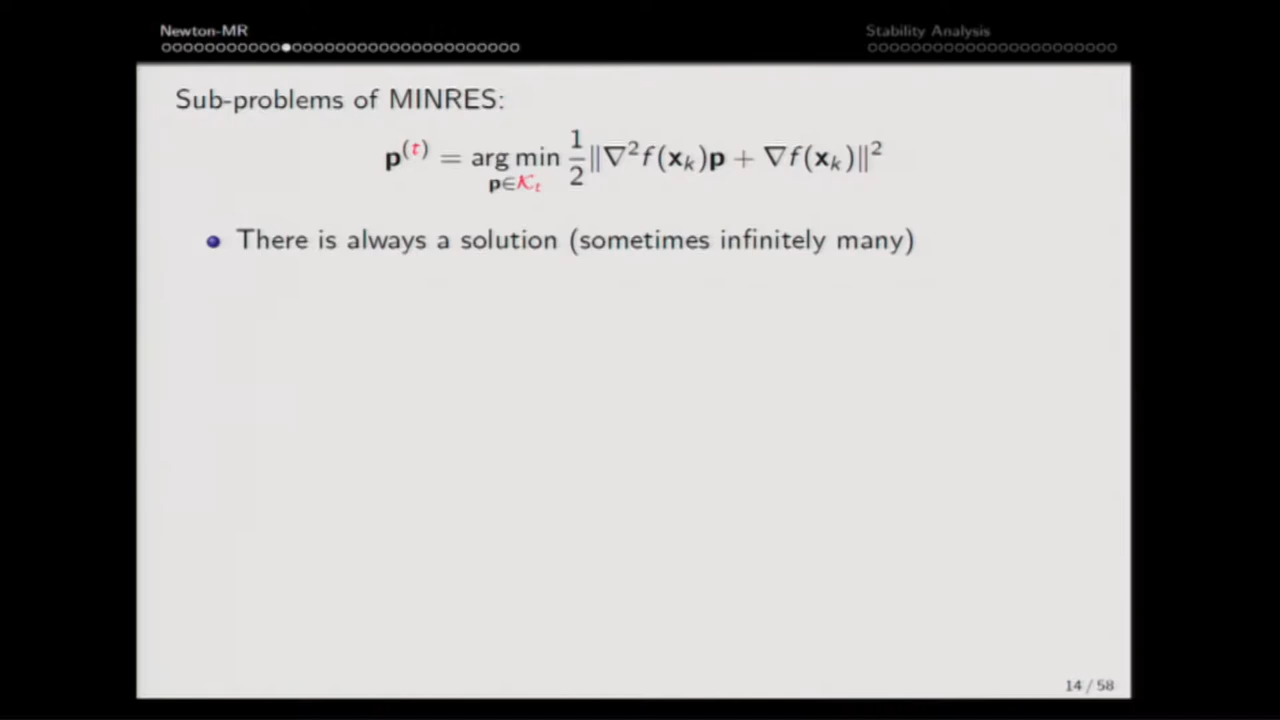 Newton-MR Stability Analysis
Sub-problems of MINRES:
p^(t) = arg min_{p∈𝒦_t} 1/2 ‖∇²f(x_k)p + ∇f(x_k)‖²
There is always a solution (sometimes infinitely many)
14 / 58